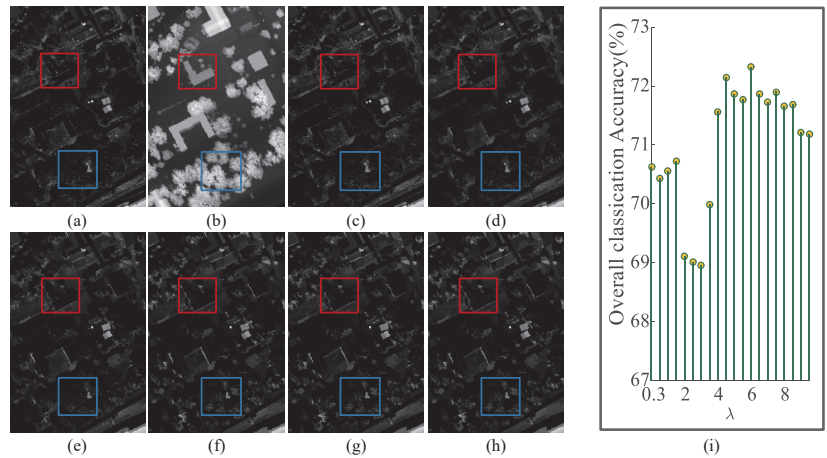 (a) (b) (c) (d)
(e) (f) (g) (h)
Overall classication Accuracy(%)
73
72
71
70
69
68
67
0.3 2 4 6 8
λ
(i)